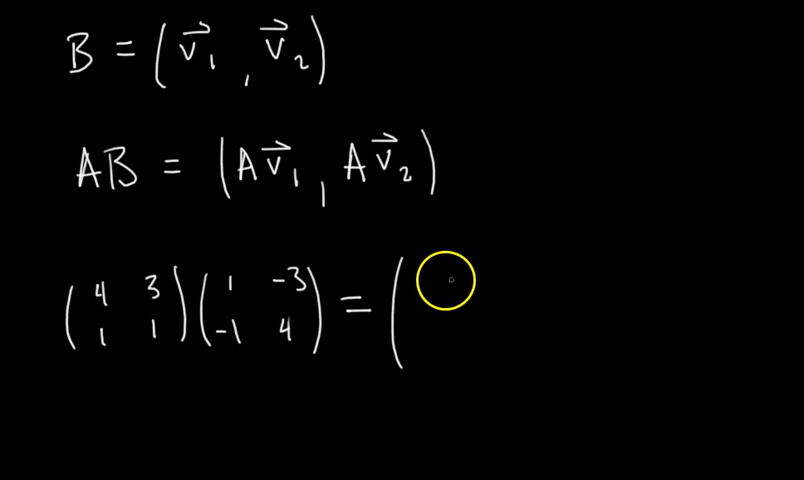 B = (v⃗₁, v⃗₂)
AB = (Av⃗₁, Av⃗₂)
(4 3 (1 -3 = (
1 1) -1 4)